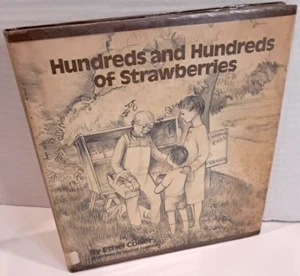 Hundreds and Hundreds
of Strawberries
By Ethel Collier